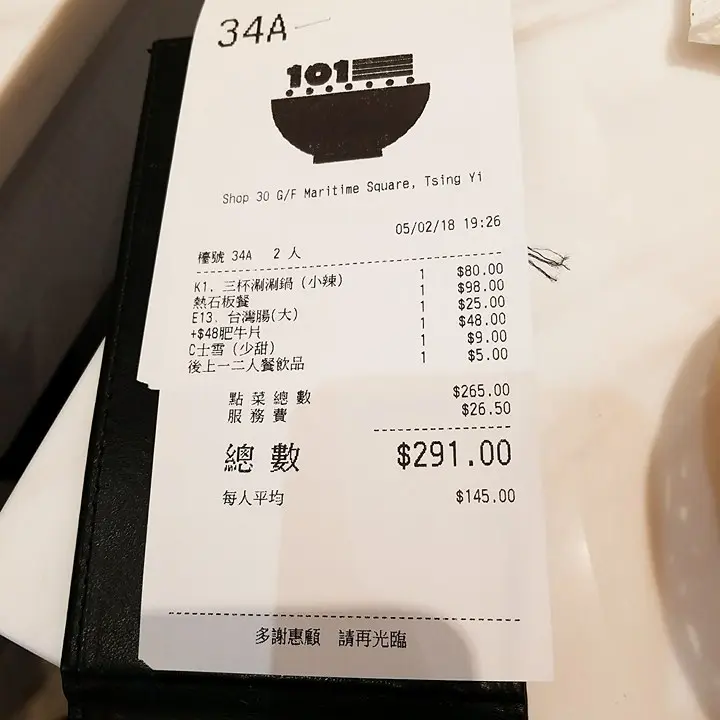 34A
101
Shop 30 G/F Maritime Square, Tsing Yi
05/02/18 19:26
檯號 34A 2 人
K1. 三杯涮涮鍋 (小辣) 1 $80.00
熱石板餐 1 $98.00
E13. 台灣腸(大) 1 $25.00
+$48肥牛片 1 $48.00
C士雪 (少甜) 1 $9.00
後上一二人餐飲品 1 $5.00
點菜總數 $265.00
服務費 $26.50
總數 $291.00
每人平均 $145.00
多謝惠顧 請再光臨